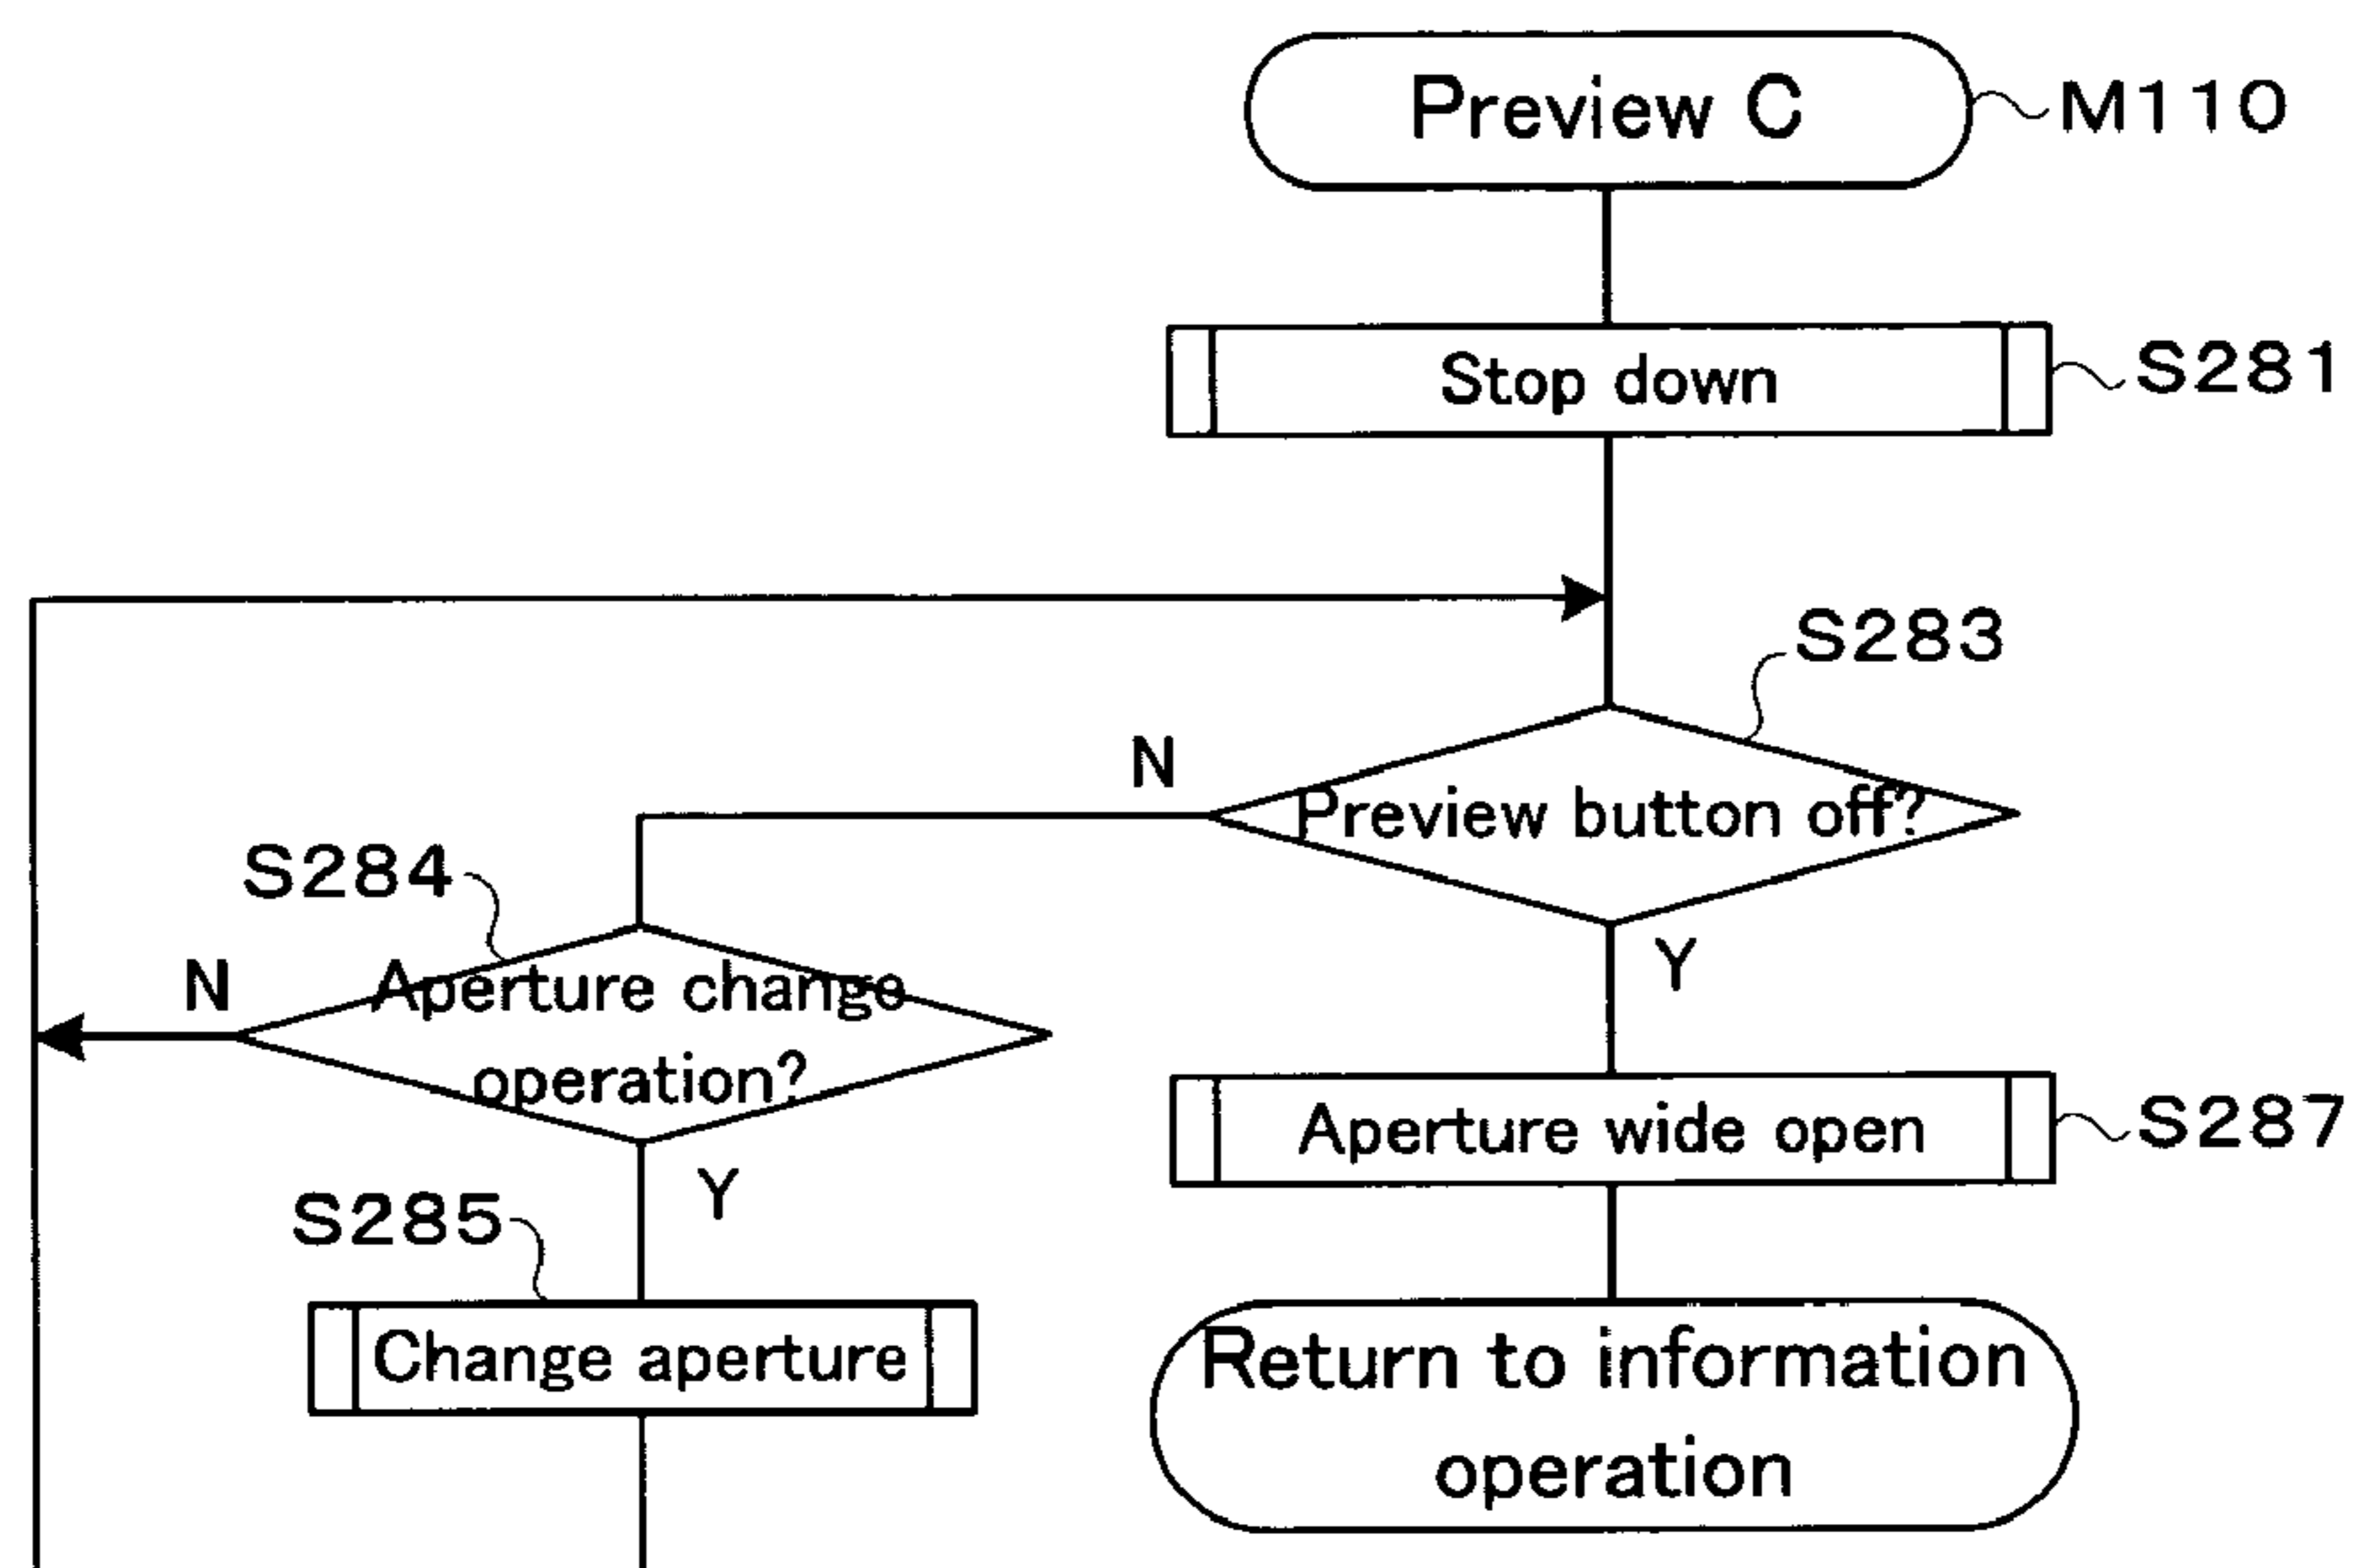 Preview C
M110
Stop down
S281
S283
N
Preview button off?
S284
Y
N
Aperture change
operation?
Aperture wide open
S287
Y
S285
Change aperture
Return to information
operation